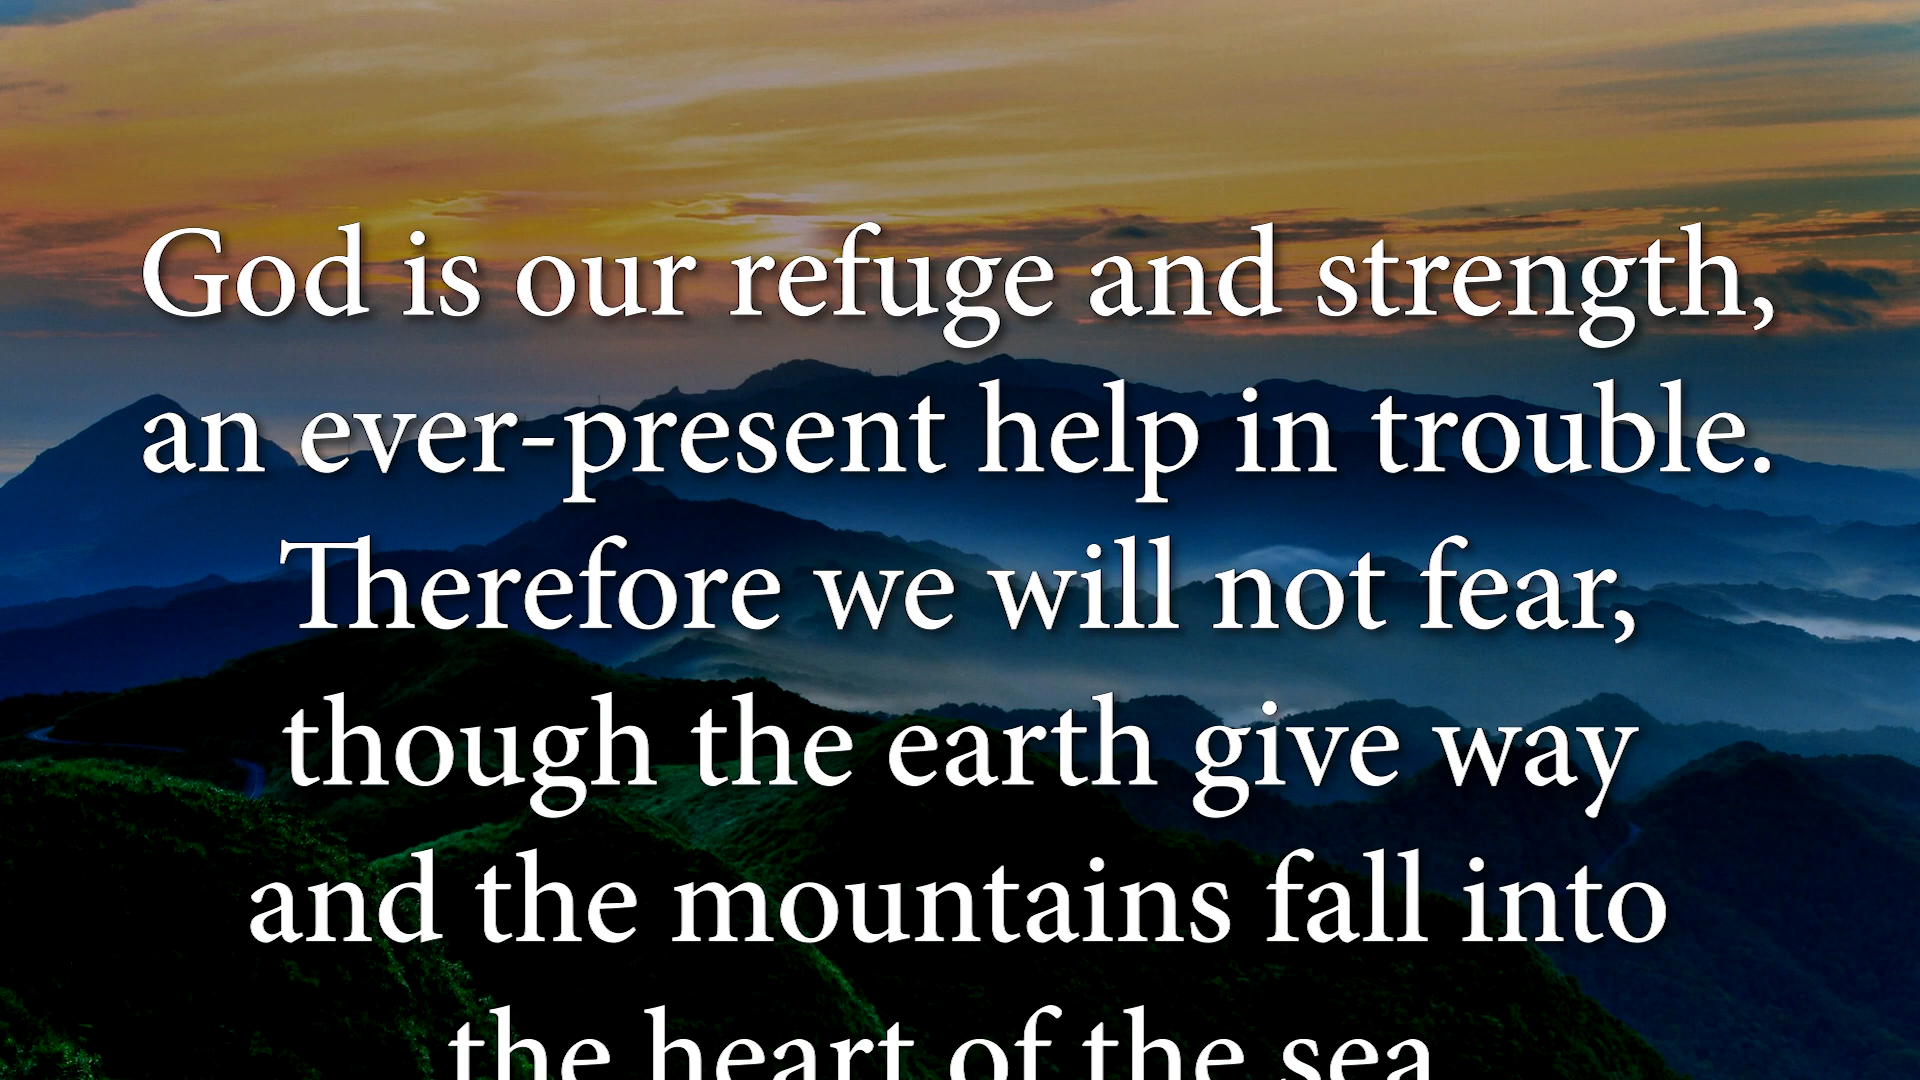 God is our refuge and strength,
an ever-present help in trouble.
Therefore we will not fear,
though the earth give way
and the mountains fall into
the heart of the sea